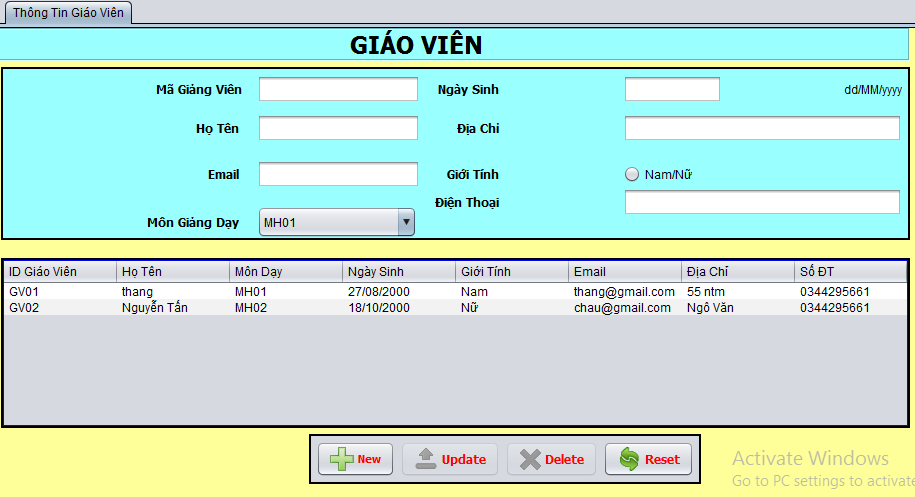 Thông Tin Giáo Viên
GIÁO VIÊN
Mã Giảng Viên Ngày Sinh dd/MM/yyyy
Họ Tên Địa Chỉ
Email Giới Tính Nam/Nữ
Điện Thoại
Môn Giảng Dạy MH01
ID Giáo Viên Họ Tên Môn Dạy Ngày Sinh Giới Tính Email Địa Chỉ Số ĐT
GV01 thang MH01 27/08/2000 Nam thang@gmail.com 55 ntm 0344295661
GV02 Nguyễn Tấn MH02 18/10/2000 Nữ chau@gmail.com Ngô Văn 0344295661
New Update Delete Reset
Activate Windows
Go to PC settings to activate